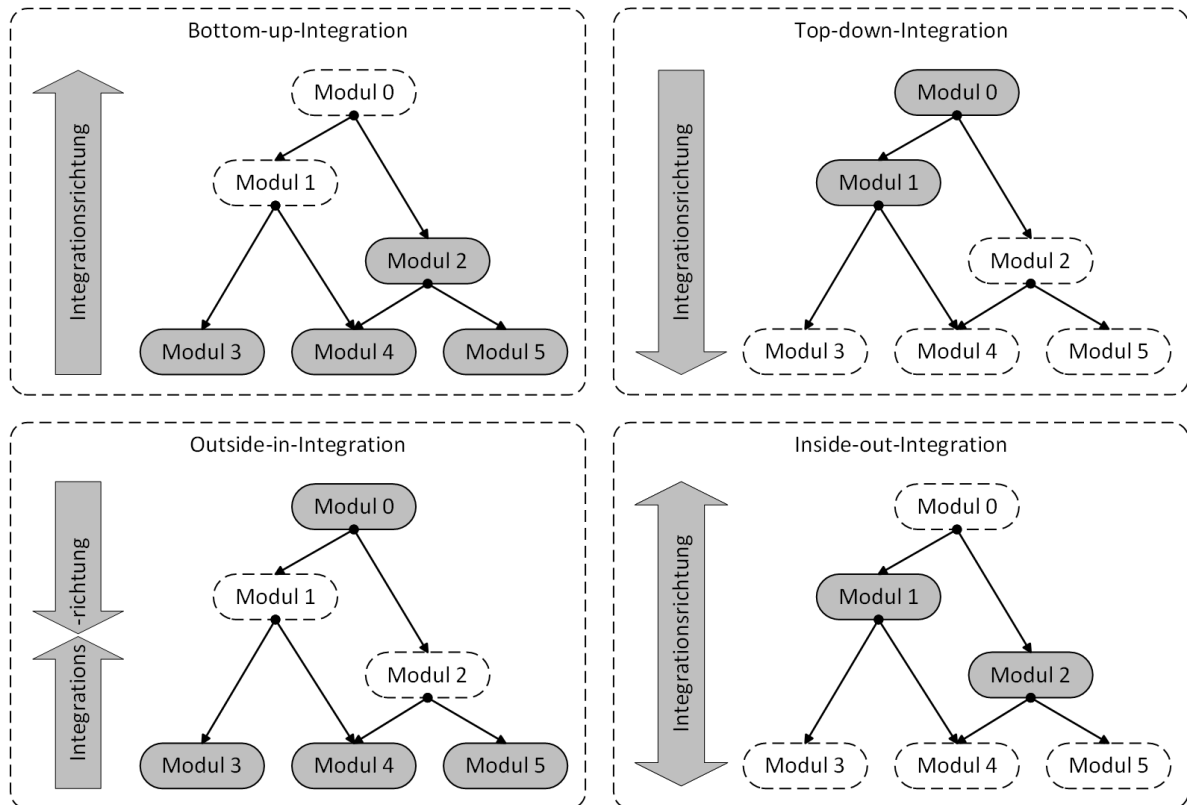 Bottom-up-Integration
Integrationsrichtung
Modul 0
Modul 1
Modul 2
Modul 3 Modul 4 Modul 5
Top-down-Integration
Integrationsrichtung
Modul 0
Modul 1
Modul 2
Modul 3 Modul 4 Modul 5
Outside-in-Integration
Integrations -richtung
Modul 0
Modul 1
Modul 2
Modul 3 Modul 4 Modul 5
Inside-out-Integration
Integrationsrichtung
Modul 0
Modul 1
Modul 2
Modul 3 Modul 4 Modul 5